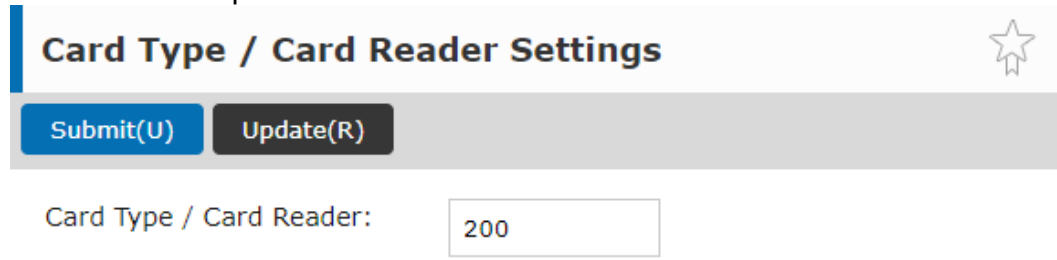 Card Type / Card Reader Settings
Submit(U) Update(R)
Card Type / Card Reader: 200